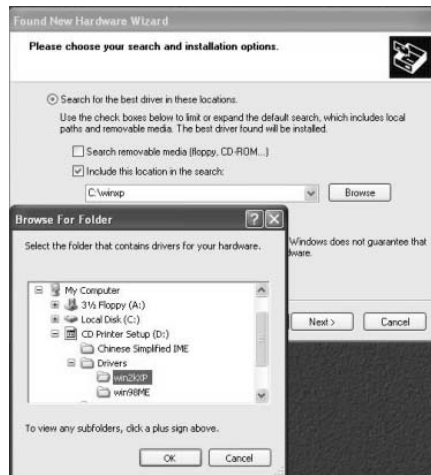 Found New Hardware Wizard
Please choose your search and installation options.
Search for the best driver in these locations.
Use the check boxes below to limit or expand the default search, which includes local
paths and removable media. The best driver found will be installed.
Search removable media (floppy, CD-ROM...)
Include this location in the search:
C:\winxp
Browse
Browse For Folder
Select the folder that contains drivers for your hardware.
Windows does not guarantee that
dware.
My Computer
3½ Floppy (A:)
Local Disk (C:)
CD Printer Setup (D:)
Chinese Simplified IME
Drivers
win2kXP
win98ME
To view any subfolders, click a plus sign above.
OK
Cancel
Next >
Cancel